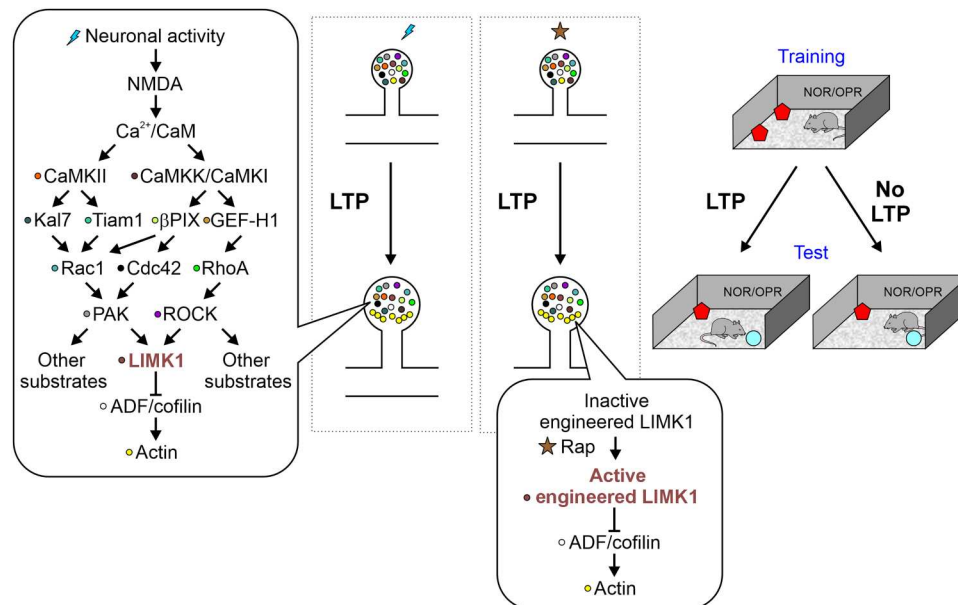 Neuronal activity
NMDA
Ca²⁺/CaM
CaMKII
CaMKK/CaMKI
Kal7
Tiam1
βPIX
GEF-H1
Rac1
Cdc42
RhoA
PAK
ROCK
Other
substrates
LIMK1
Other
substrates
ADF/cofilin
Actin
LTP
Rap
LTP
Inactive
engineered LIMK1
Active
engineered LIMK1
ADF/cofilin
Actin
Training
NOR/OPR
LTP
No
LTP
Test
NOR/OPR
NOR/OPR
Rap